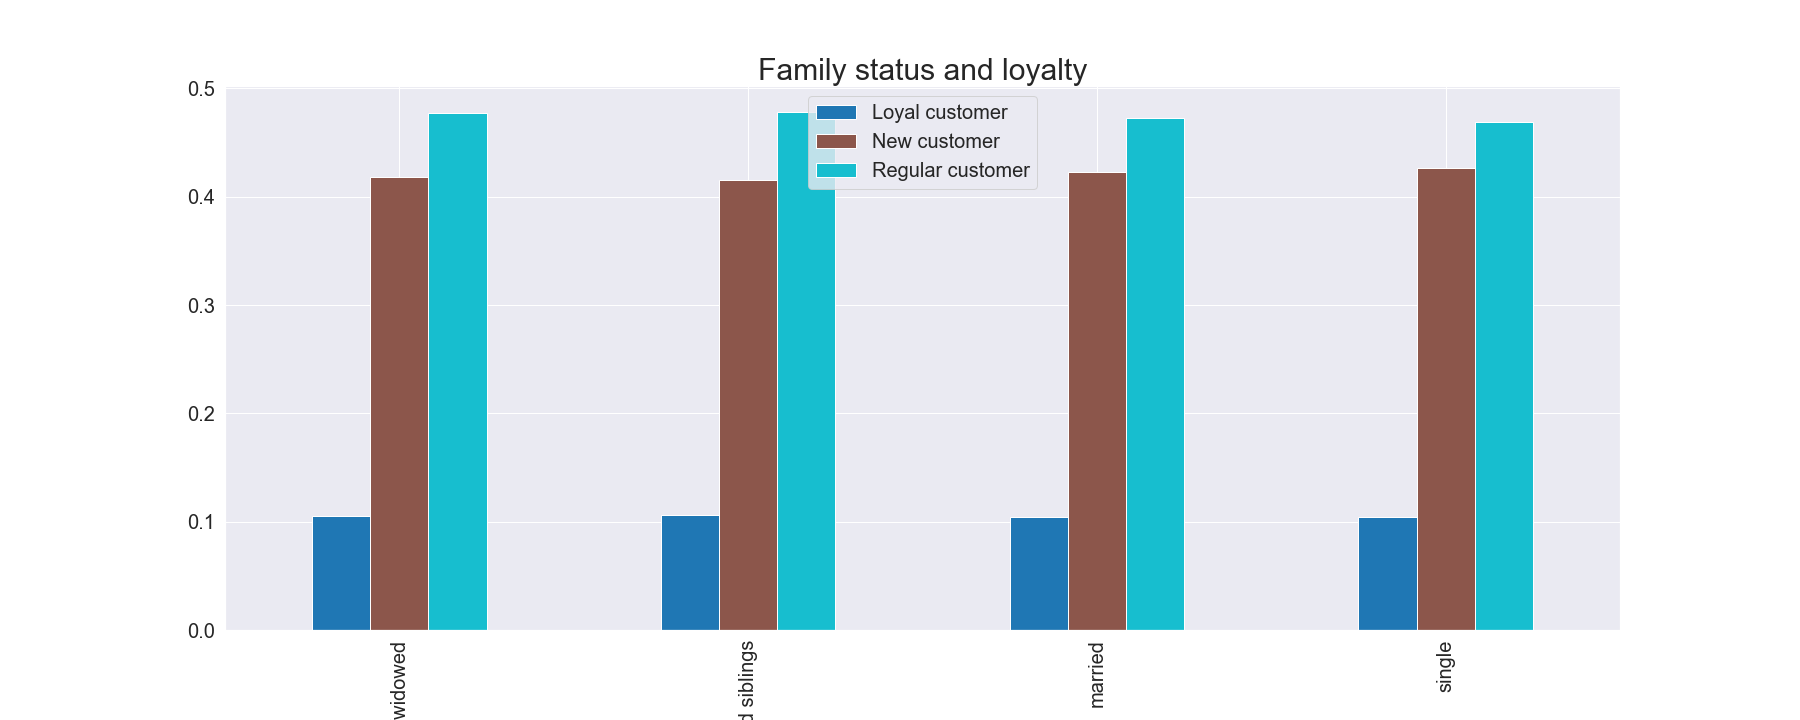 Family status and loyalty
Loyal customer
New customer
Regular customer
0.5
0.4
0.3
0.2
0.1
0.0
widowed
siblings
married
single